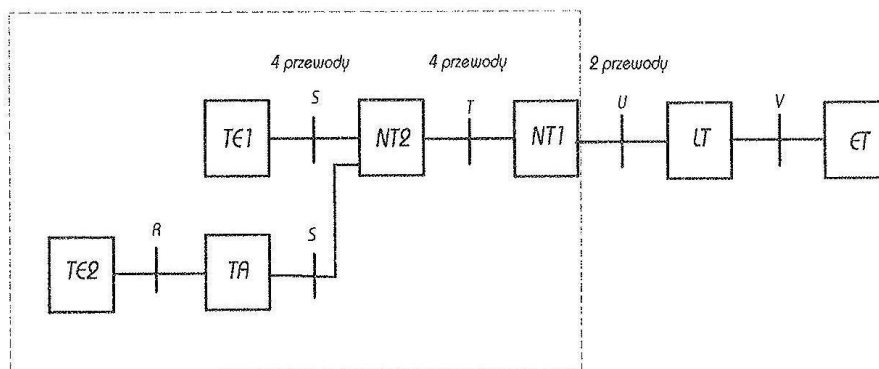 4 przewody 4 przewody 2 przewody
S T U V
TE1 NT2 NT1 LT ET
R S
TE2 TA